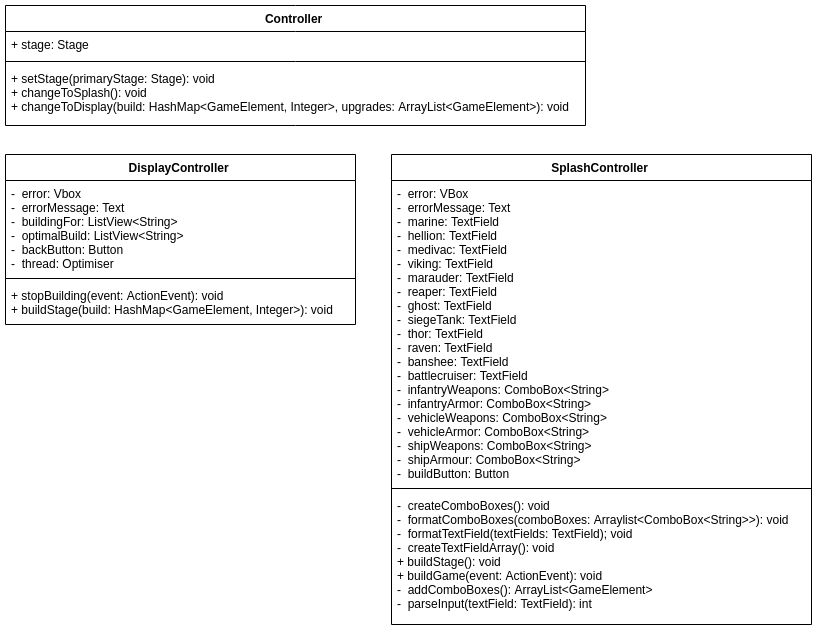 Controller
+ stage: Stage
+ setStage(primaryStage: Stage): void
+ changeToSplash(): void
+ changeToDisplay(build: HashMap<GameElement, Integer>, upgrades: ArrayList<GameElement>): void
DisplayController
- error: Vbox
- errorMessage: Text
- buildingFor: ListView<String>
- optimalBuild: ListView<String>
- backButton: Button
- thread: Optimiser
+ stopBuilding(event: ActionEvent): void
+ buildStage(build: HashMap<GameElement, Integer>): void
SplashController
- error: VBox
- errorMessage: Text
- marine: TextField
- hellion: TextField
- medivac: TextField
- viking: TextField
- marauder: TextField
- reaper: TextField
- ghost: TextField
- siegeTank: TextField
- thor: TextField
- raven: TextField
- banshee: TextField
- battlecruiser: TextField
- infantryWeapons: ComboBox<String>
- infantryArmor: ComboBox<String>
- vehicleWeapons: ComboBox<String>
- vehicleArmor: ComboBox<String>
- shipWeapons: ComboBox<String>
- shipArmour: ComboBox<String>
- buildButton: Button
- createComboBoxes(): void
- formatComboBoxes(comboBoxes: Arraylist<ComboBox<String>>): void
- formatTextField(textFields: TextField); void
- createTextFieldArray(): void
+ buildStage(): void
+ buildGame(event: ActionEvent): void
- addComboBoxes(): ArrayList<GameElement>
- parseInput(textField: TextField): int